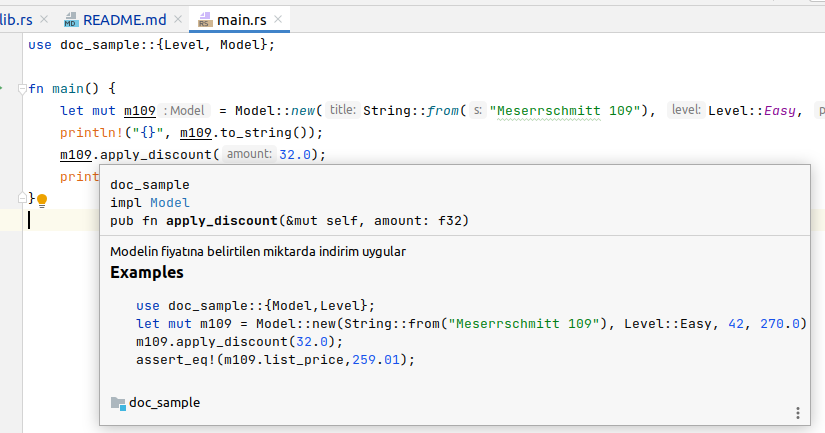 lib.rs × README.md × main.rs ×
use doc_sample::{Level, Model};
fn main() {
let mut m109 : Model = Model::new( title: String::from( s: "Meserrschmitt 109"), level: Level::Easy, p
println!("{}", m109.to_string());
m109.apply_discount( amount: 32.0);
print
}
doc_sample
impl Model
pub fn apply_discount(&mut self, amount: f32)
Modelin fiyatına belirtilen miktarda indirim uygular
Examples
use doc_sample::{Model,Level};
let mut m109 = Model::new(String::from("Meserrschmitt 109"), Level::Easy, 42, 270.0)
m109.apply_discount(32.0);
assert_eq!(m109.list_price,259.01);
doc_sample